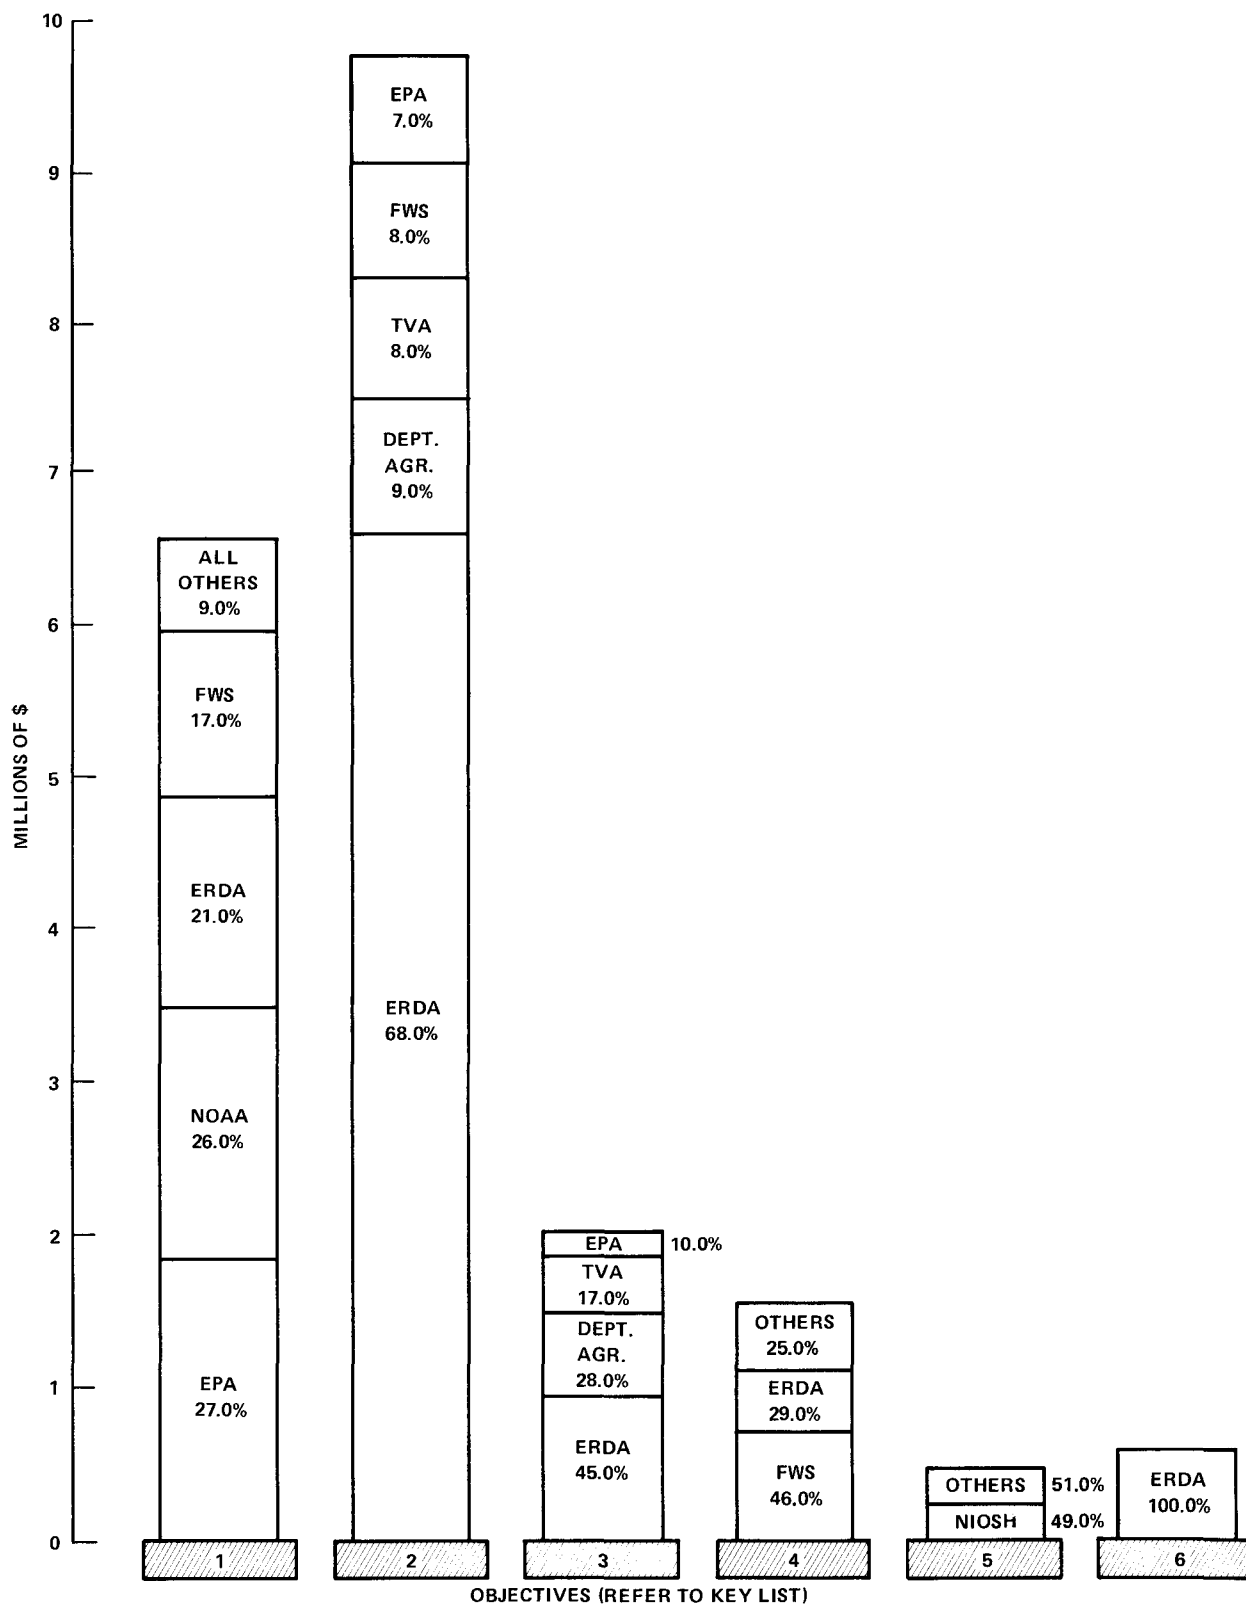 10
9
8
7
6
5
4
3
2
1
0
MILLIONS OF $
ALL
OTHERS
9.0%
FWS
17.0%
ERDA
21.0%
NOAA
26.0%
EPA
27.0%
EPA
7.0%
FWS
8.0%
TVA
8.0%
DEPT.
AGR.
9.0%
ERDA
68.0%
EPA 10.0%
TVA
17.0%
DEPT.
AGR.
28.0%
ERDA
45.0%
OTHERS
25.0%
ERDA
29.0%
FWS
46.0%
OTHERS 51.0%
NIOSH 49.0%
ERDA
100.0%
1 2 3 4 5 6
OBJECTIVES (REFER TO KEY LIST)